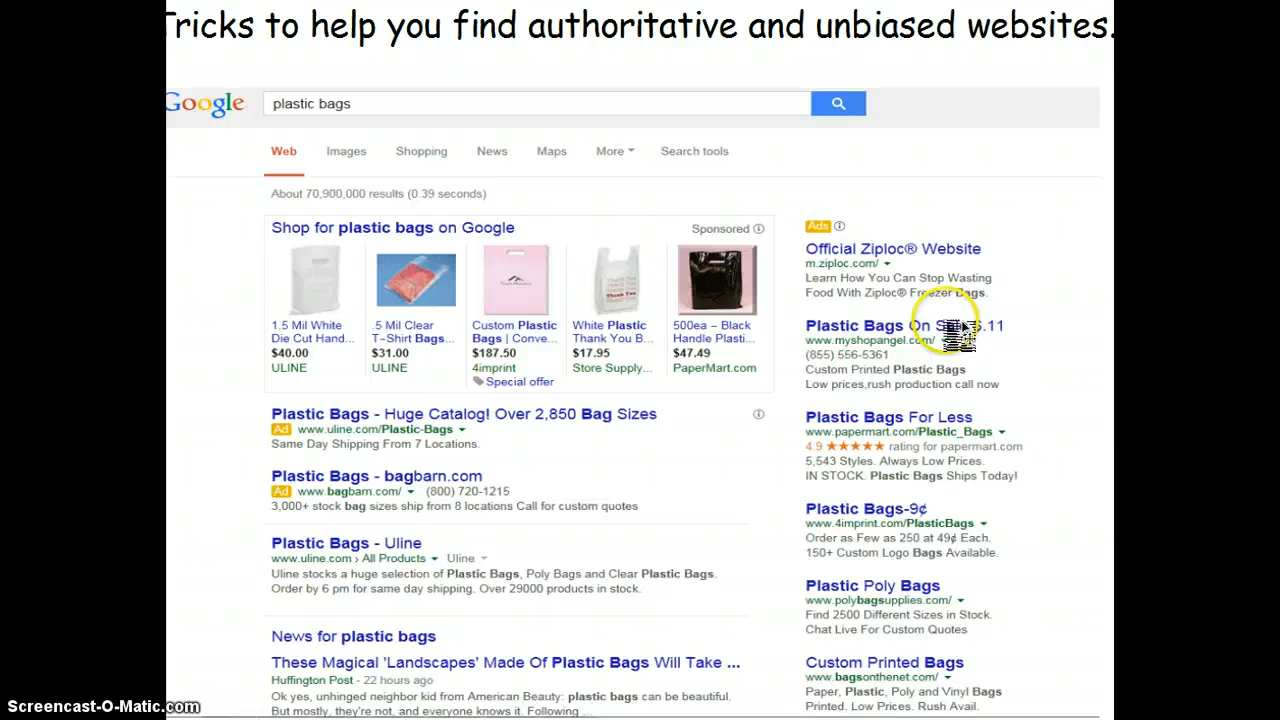 Tricks to help you find authoritative and unbiased websites.
Google
plastic bags
Web Images Shopping News Maps More Search tools
About 70,900,000 results (0.39 seconds)
Shop for plastic bags on Google
Sponsored
1.5 Mil White
Die Cut Hand...
$40.00
ULINE
.5 Mil Clear
T-Shirt Bags...
$31.00
ULINE
Custom Plastic
Bags | Conve...
$187.50
4imprint
Special offer
White Plastic
Thank You B...
$17.95
Store Supply...
500ea - Black
Handle Plasti...
$47.49
PaperMart.com
Plastic Bags - Huge Catalog! Over 2,850 Bag Sizes
Ad www.uline.com/Plastic-Bags
Same Day Shipping From 7 Locations.
Plastic Bags - bagbarn.com
Ad www.bagbarn.com/ (800) 720-1215
3,000+ stock bag sizes ship from 8 locations Call for custom quotes
Plastic Bags - Uline
www.uline.com › All Products Uline
Uline stocks a huge selection of Plastic Bags, Poly Bags and Clear Plastic Bags.
Order by 6 pm for same day shipping. Over 29000 products in stock.
News for plastic bags
These Magical 'Landscapes' Made Of Plastic Bags Will Take ...
Huffington Post - 22 hours ago
Ok yes, unhinged neighbor kid from American Beauty: plastic bags can be beautiful.
But mostly, they're not, and everyone knows it. Following ...
Ads
Official Ziploc® Website
m.ziploc.com/
Learn How You Can Stop Wasting
Food With Ziploc® Freezer Bags.
Plastic Bags On
www.myshopangel.com/
(855) 556-5361
Custom Printed Plastic Bags
Low prices,rush production call now
Plastic Bags For Less
www.papermart.com/Plastic_Bags
4.9 ★★★★★ rating for papermart.com
5,543 Styles. Always Low Prices.
IN STOCK. Plastic Bags Ships Today!
Plastic Bags-9¢
www.4imprint.com/PlasticBags
Order as Few as 250 at 49¢ Each.
150+ Custom Logo Bags Available.
Plastic Poly Bags
www.polybagsupplies.com/
Find 2500 Different Sizes in Stock.
Chat Live For Custom Quotes
Custom Printed Bags
www.bagsonthenet.com/
Paper, Plastic, Poly and Vinyl Bags
Printed. Low Prices. Rush Avail.
Screencast-O-Matic.com